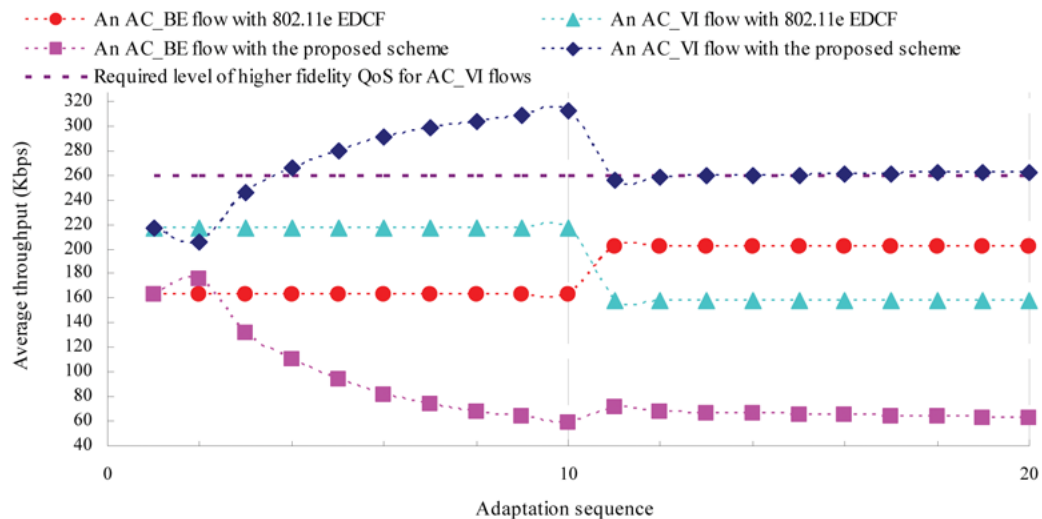 An AC_BE flow with 802.11e EDCF
An AC_VI flow with 802.11e EDCF
An AC_BE flow with the proposed scheme
An AC_VI flow with the proposed scheme
Required level of higher fidelity QoS for AC_VI flows
Average throughput (Kbps)
320
300
280
260
240
220
200
180
160
140
120
100
80
60
40
0
10
20
Adaptation sequence